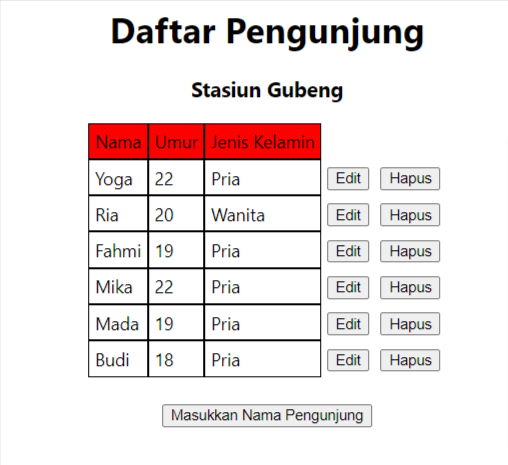 Daftar Pengunjung
Stasiun Gubeng
Nama Umur Jenis Kelamin
Yoga 22 Pria Edit Hapus
Ria 20 Wanita Edit Hapus
Fahmi 19 Pria Edit Hapus
Mika 22 Pria Edit Hapus
Mada 19 Pria Edit Hapus
Budi 18 Pria Edit Hapus
Masukkan Nama Pengunjung